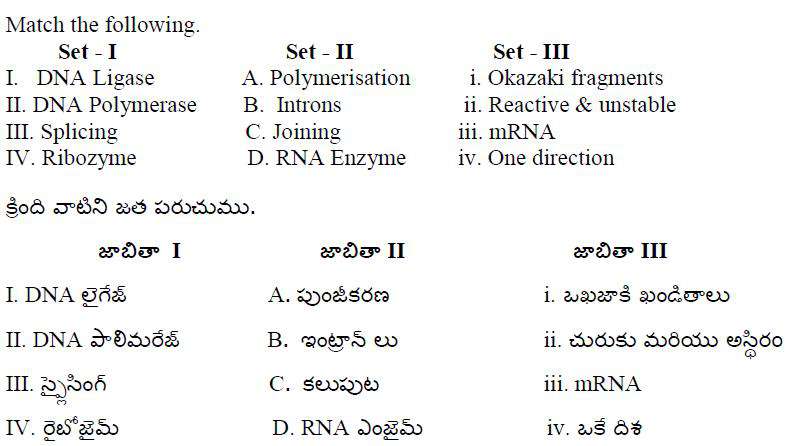 Match the following.
Set - I Set - II Set - III
I. DNA Ligase A. Polymerisation i. Okazaki fragments
II. DNA Polymerase B. Introns ii. Reactive & unstable
III. Splicing C. Joining iii. mRNA
IV. Ribozyme D. RNA Enzyme iv. One direction
క్రింది వాటిని జత పరుచుము.
జాబితా I జాబితా II జాబితా III
I. DNA లైగేజ్ A. పుంజీకరణ i. ఒఖజాకి ఖండితాలు
II. DNA పాలిమరేజ్ B. ఇంట్రాన్ లు ii. చురుకు మరియు అస్థిరం
III. స్ప్లైసింగ్ C. కలుపుట iii. mRNA
IV. రైబోజైమ్ D. RNA ఎంజైమ్ iv. ఒకే దిశ